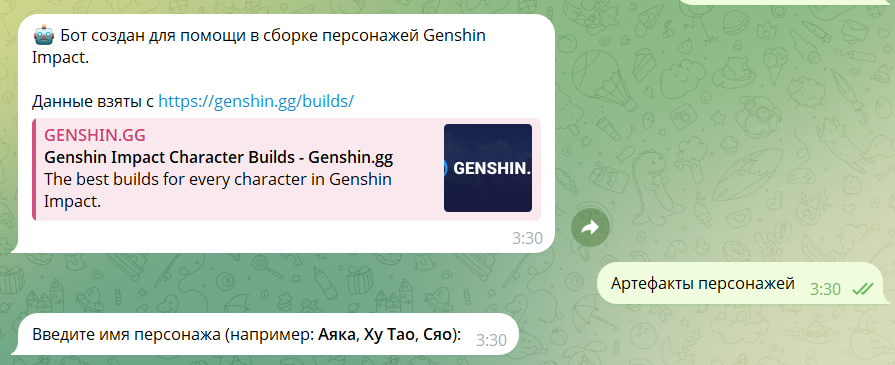 🤖 Бот создан для помощи в сборке персонажей Genshin
Impact.
Данные взяты с https://genshin.gg/builds/
GENSHIN.GG
Genshin Impact Character Builds - Genshin.gg
The best builds for every character in Genshin
Impact.
GENSHIN.
3:30
Артефакты персонажей 3:30
Введите имя персонажа (например: Аяка, Ху Тао, Сяо): 3:30